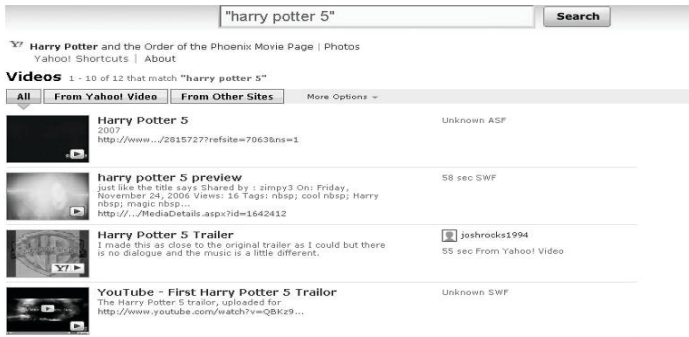 "harry potter 5" Search
Y! Harry Potter and the Order of the Phoenix Movie Page | Photos
Yahoo! Shortcuts | About
Videos 1 - 10 of 12 that match "harry potter 5"
All From Yahoo! Video From Other Sites More Options
Harry Potter 5 Unknown ASF
2007
http://www.../2815727?refsite=7063&ns=1
harry potter 5 preview 58 sec SWF
just like the title says Shared by : zimpy3 On: Friday,
November 24, 2006 Views: 16 Tags: nbsp; cool nbsp; Harry
nbsp; magic nbsp...
http://.../MediaDetails.aspx?id=1642412
Harry Potter 5 Trailer joshrocks1994
I made this as close to the original trailer as I could but there
is no dialogue and the music is a little different. 55 sec From Yahoo! Video
Y!
YouTube - First Harry Potter 5 Trailor Unknown SWF
The Harry Potter 5 trailor, uploaded for
http://www.youtube.com/watch?v=QBKz9...